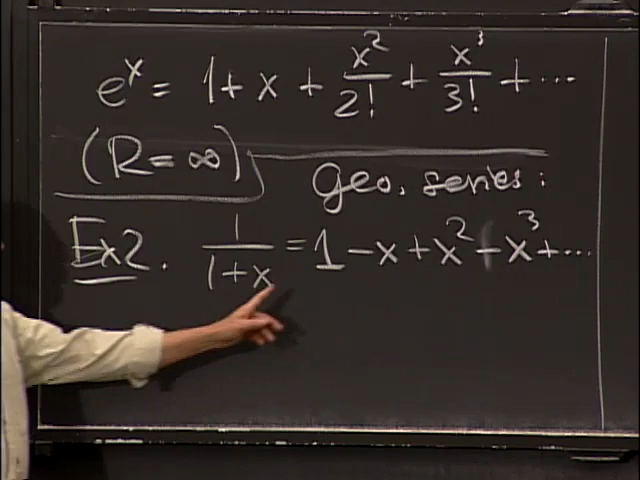 e^x = 1 + x + x^2/2! + x^3/3! + ...
(R = ∞)
geo. series:
Ex2. 1/(1+x) = 1 - x + x^2 - x^3 + ...